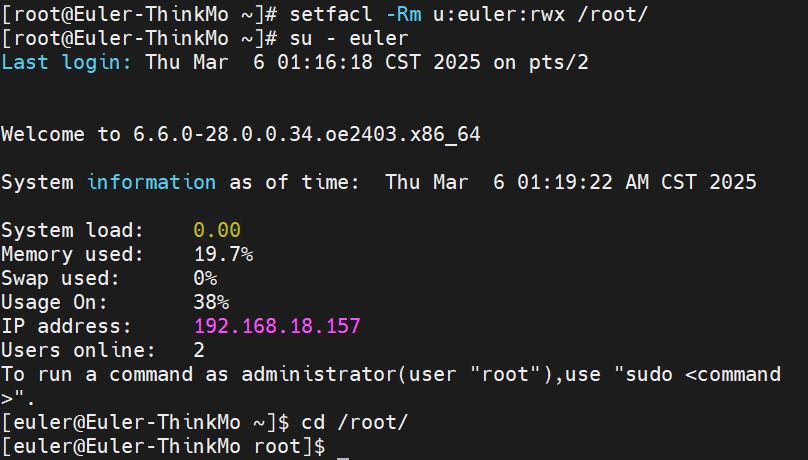 [root@Euler-ThinkMo ~]# setfacl -Rm u:euler:rwx /root/
[root@Euler-ThinkMo ~]# su - euler
Last login: Thu Mar  6 01:16:18 CST 2025 on pts/2
Welcome to 6.6.0-28.0.0.34.oe2403.x86_64
System information as of time:  Thu Mar  6 01:19:22 AM CST 2025
System load:    0.00
Memory used:    19.7%
Swap used:      0%
Usage On:       38%
IP address:     192.168.18.157
Users online:   2
To run a command as administrator(user "root"),use "sudo <command
>".
[euler@Euler-ThinkMo ~]$ cd /root/
[euler@Euler-ThinkMo root]$